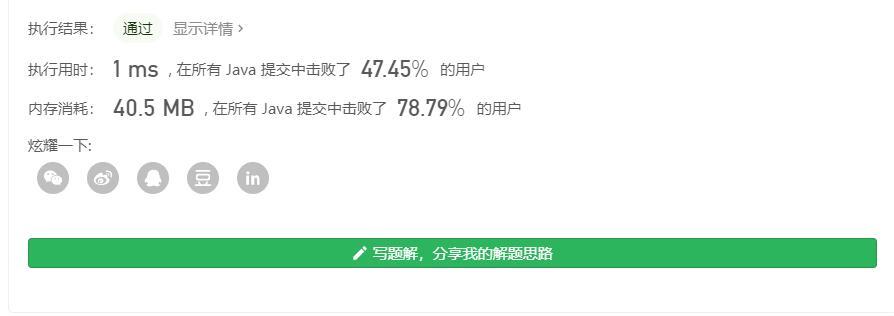 执行结果： 通过 显示详情 >
执行用时： 1 ms , 在所有 Java 提交中击败了 47.45% 的用户
内存消耗： 40.5 MB , 在所有 Java 提交中击败了 78.79% 的用户
炫耀一下:
豆 in
写题解，分享我的解题思路